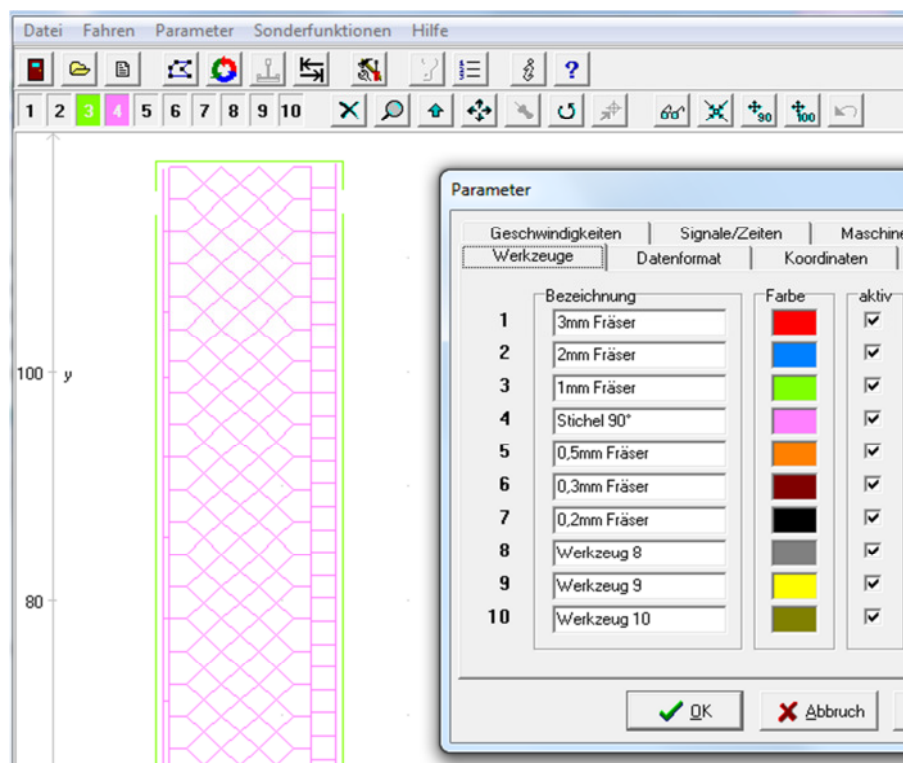 Datei Fahren Parameter Sonderfunktionen Hilfe
1 2 3 4 5 6 7 8 9 10 90 100
Parameter
Geschwindigkeiten Signale/Zeiten Maschine
Werkzeuge Datenformat Koordinaten
Bezeichnung Farbe aktiv
1 3mm Fräser
2 2mm Fräser
100 y
3 1mm Fräser
4 Stichel 90°
5 0,5mm Fräser
6 0,3mm Fräser
7 0,2mm Fräser
8 Werkzeug 8
9 Werkzeug 9
80
10 Werkzeug 10
OK Abbruch